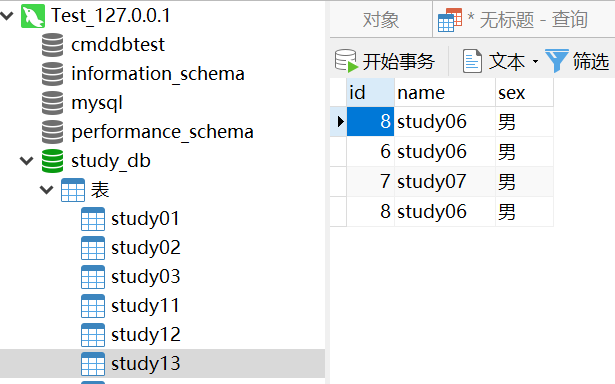 Test_127.0.0.1
cmddbtest
information_schema
mysql
performance_schema
study_db
表
study01
study02
study03
study11
study12
study13
对象
* 无标题 - 查询
开始事务 文本 筛选
id name sex
8 study06 男
6 study06 男
7 study07 男
8 study06 男